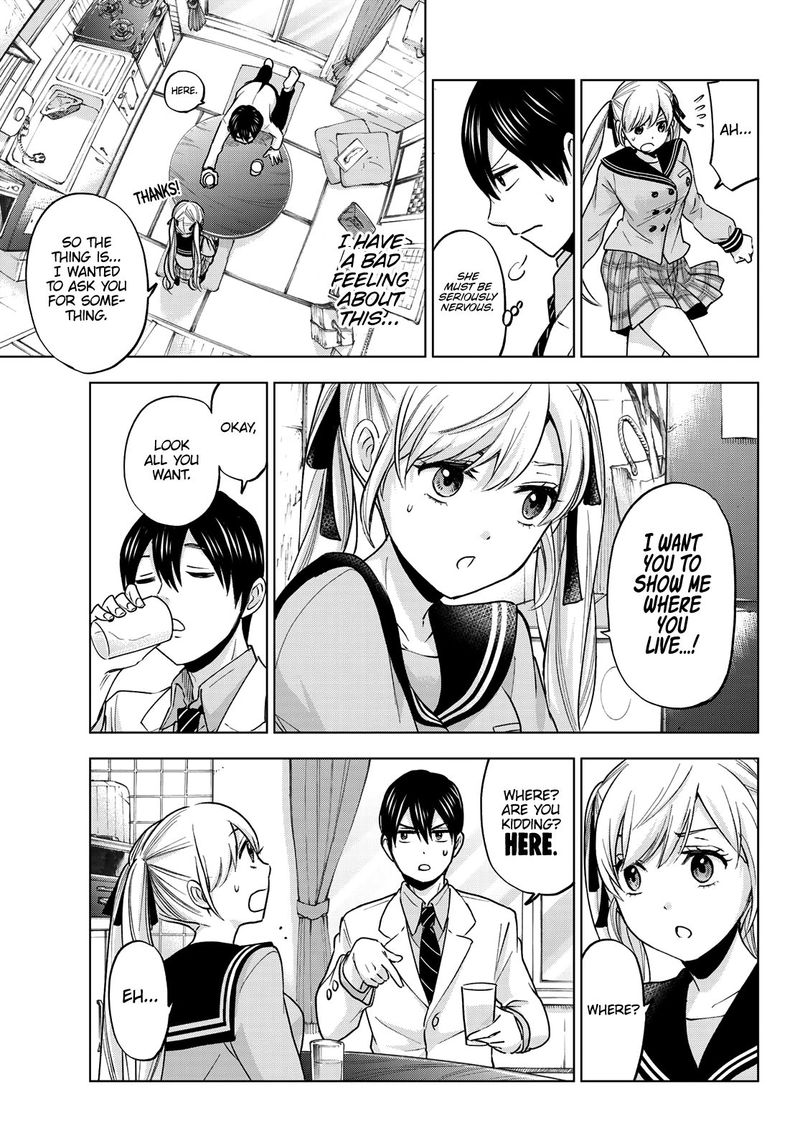 AH...
SHE
MUST BE
SERIOUSLY
NERVOUS.
HERE.
THANKS!
I HAVE
A BAD
FEELING
ABOUT
THIS...
SO THE
THING IS...
I WANTED
TO ASK YOU
FOR SOME-
THING.
I WANT
YOU TO
SHOW ME
WHERE
YOU
LIVE...!
OKAY,
LOOK
ALL YOU
WANT.
WHERE?
WHERE?
ARE YOU
KIDDING?
HERE.
EH...